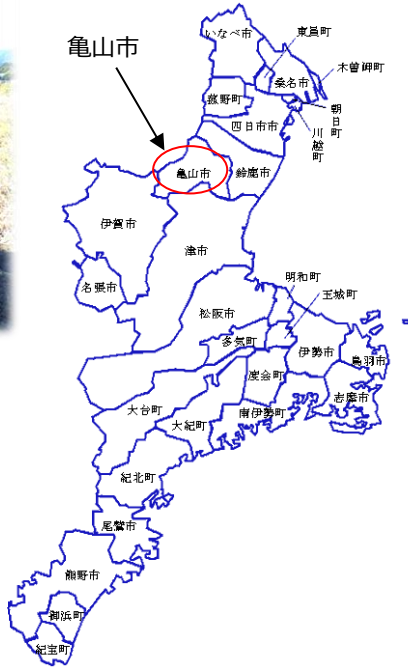 亀山市
いなべ市
東員町
桑名市
木曽岬町
菰野町
朝日町
四日市市
川越町
亀山市
鈴鹿市
伊賀市
津市
名張市
明和町
玉城町
松阪市
多気町
伊勢市
鳥羽市
度会町
志摩市
大台町
大紀町
南伊勢町
紀北町
尾鷲市
熊野市
御浜町
紀宝町